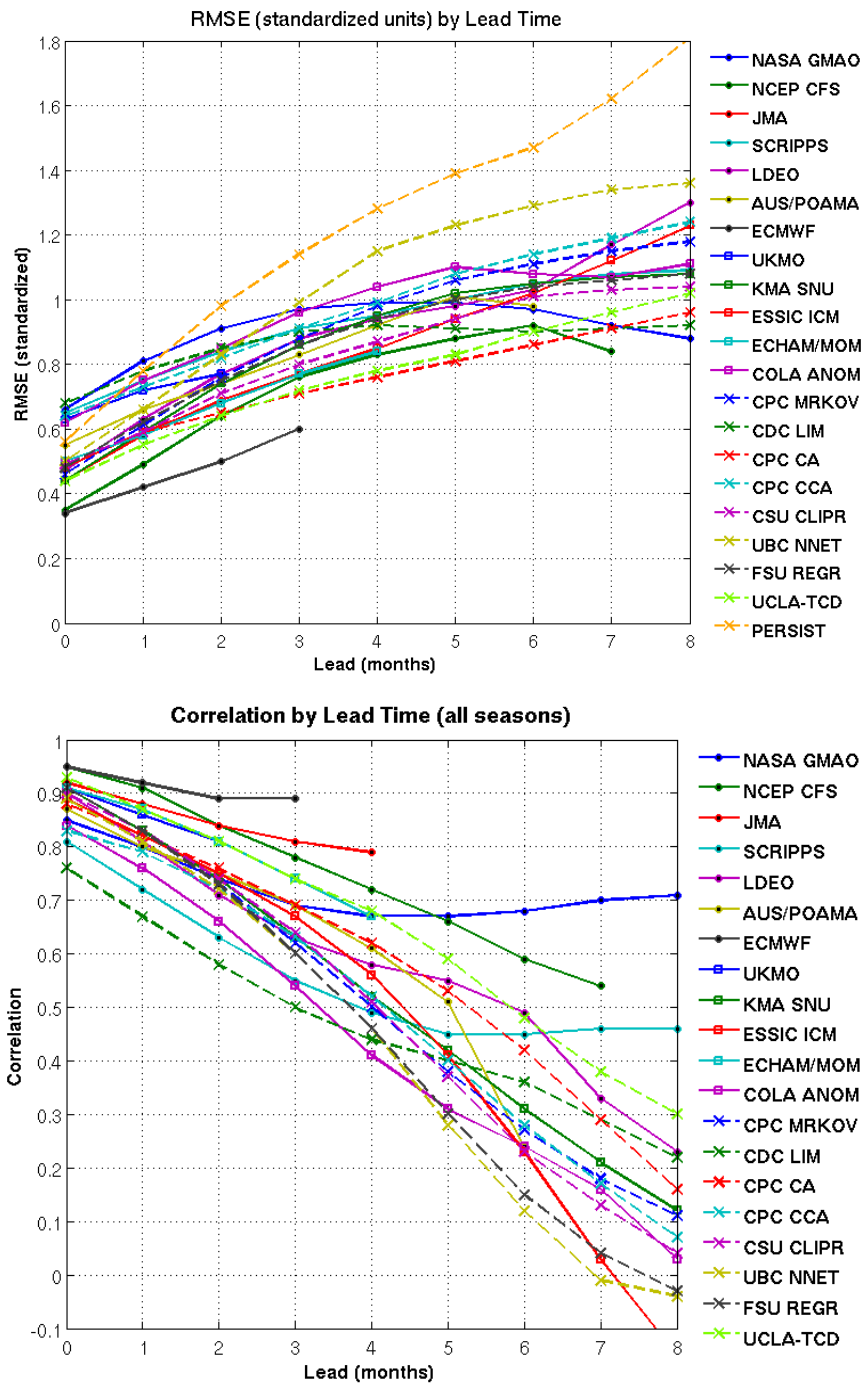 RMSE (standardized units) by Lead Time
1.8
1.6
1.4
1.2
1
0.8
0.6
0.4
0.2
0
RMSE (standardized)
0 1 2 3 4 5 6 7 8
Lead (months)
NASA GMAO
NCEP CFS
JMA
SCRIPPS
LDEO
AUS/POAMA
ECMWF
UKMO
KMA SNU
ESSIC ICM
ECHAM/MOM
COLA ANOM
CPC MRKOV
CDC LIM
CPC CA
CPC CCA
CSU CLIPR
UBC NNET
FSU REGR
UCLA-TCD
PERSIST
Correlation by Lead Time (all seasons)
1
0.9
0.8
0.7
0.6
0.5
0.4
0.3
0.2
0.1
0
-0.1
Correlation
0 1 2 3 4 5 6 7 8
Lead (months)
NASA GMAO
NCEP CFS
JMA
SCRIPPS
LDEO
AUS/POAMA
ECMWF
UKMO
KMA SNU
ESSIC ICM
ECHAM/MOM
COLA ANOM
CPC MRKOV
CDC LIM
CPC CA
CPC CCA
CSU CLIPR
UBC NNET
FSU REGR
UCLA-TCD